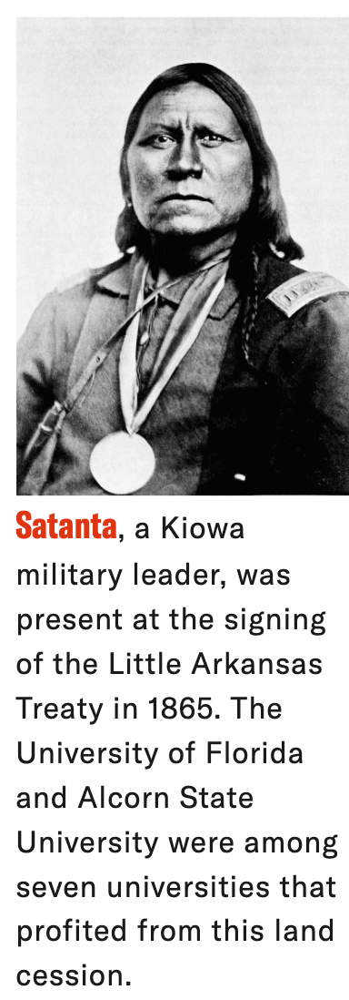 Satanta, a Kiowa
military leader, was
present at the signing
of the Little Arkansas
Treaty in 1865. The
University of Florida
and Alcorn State
University were among
seven universities that
profited from this land
cession.